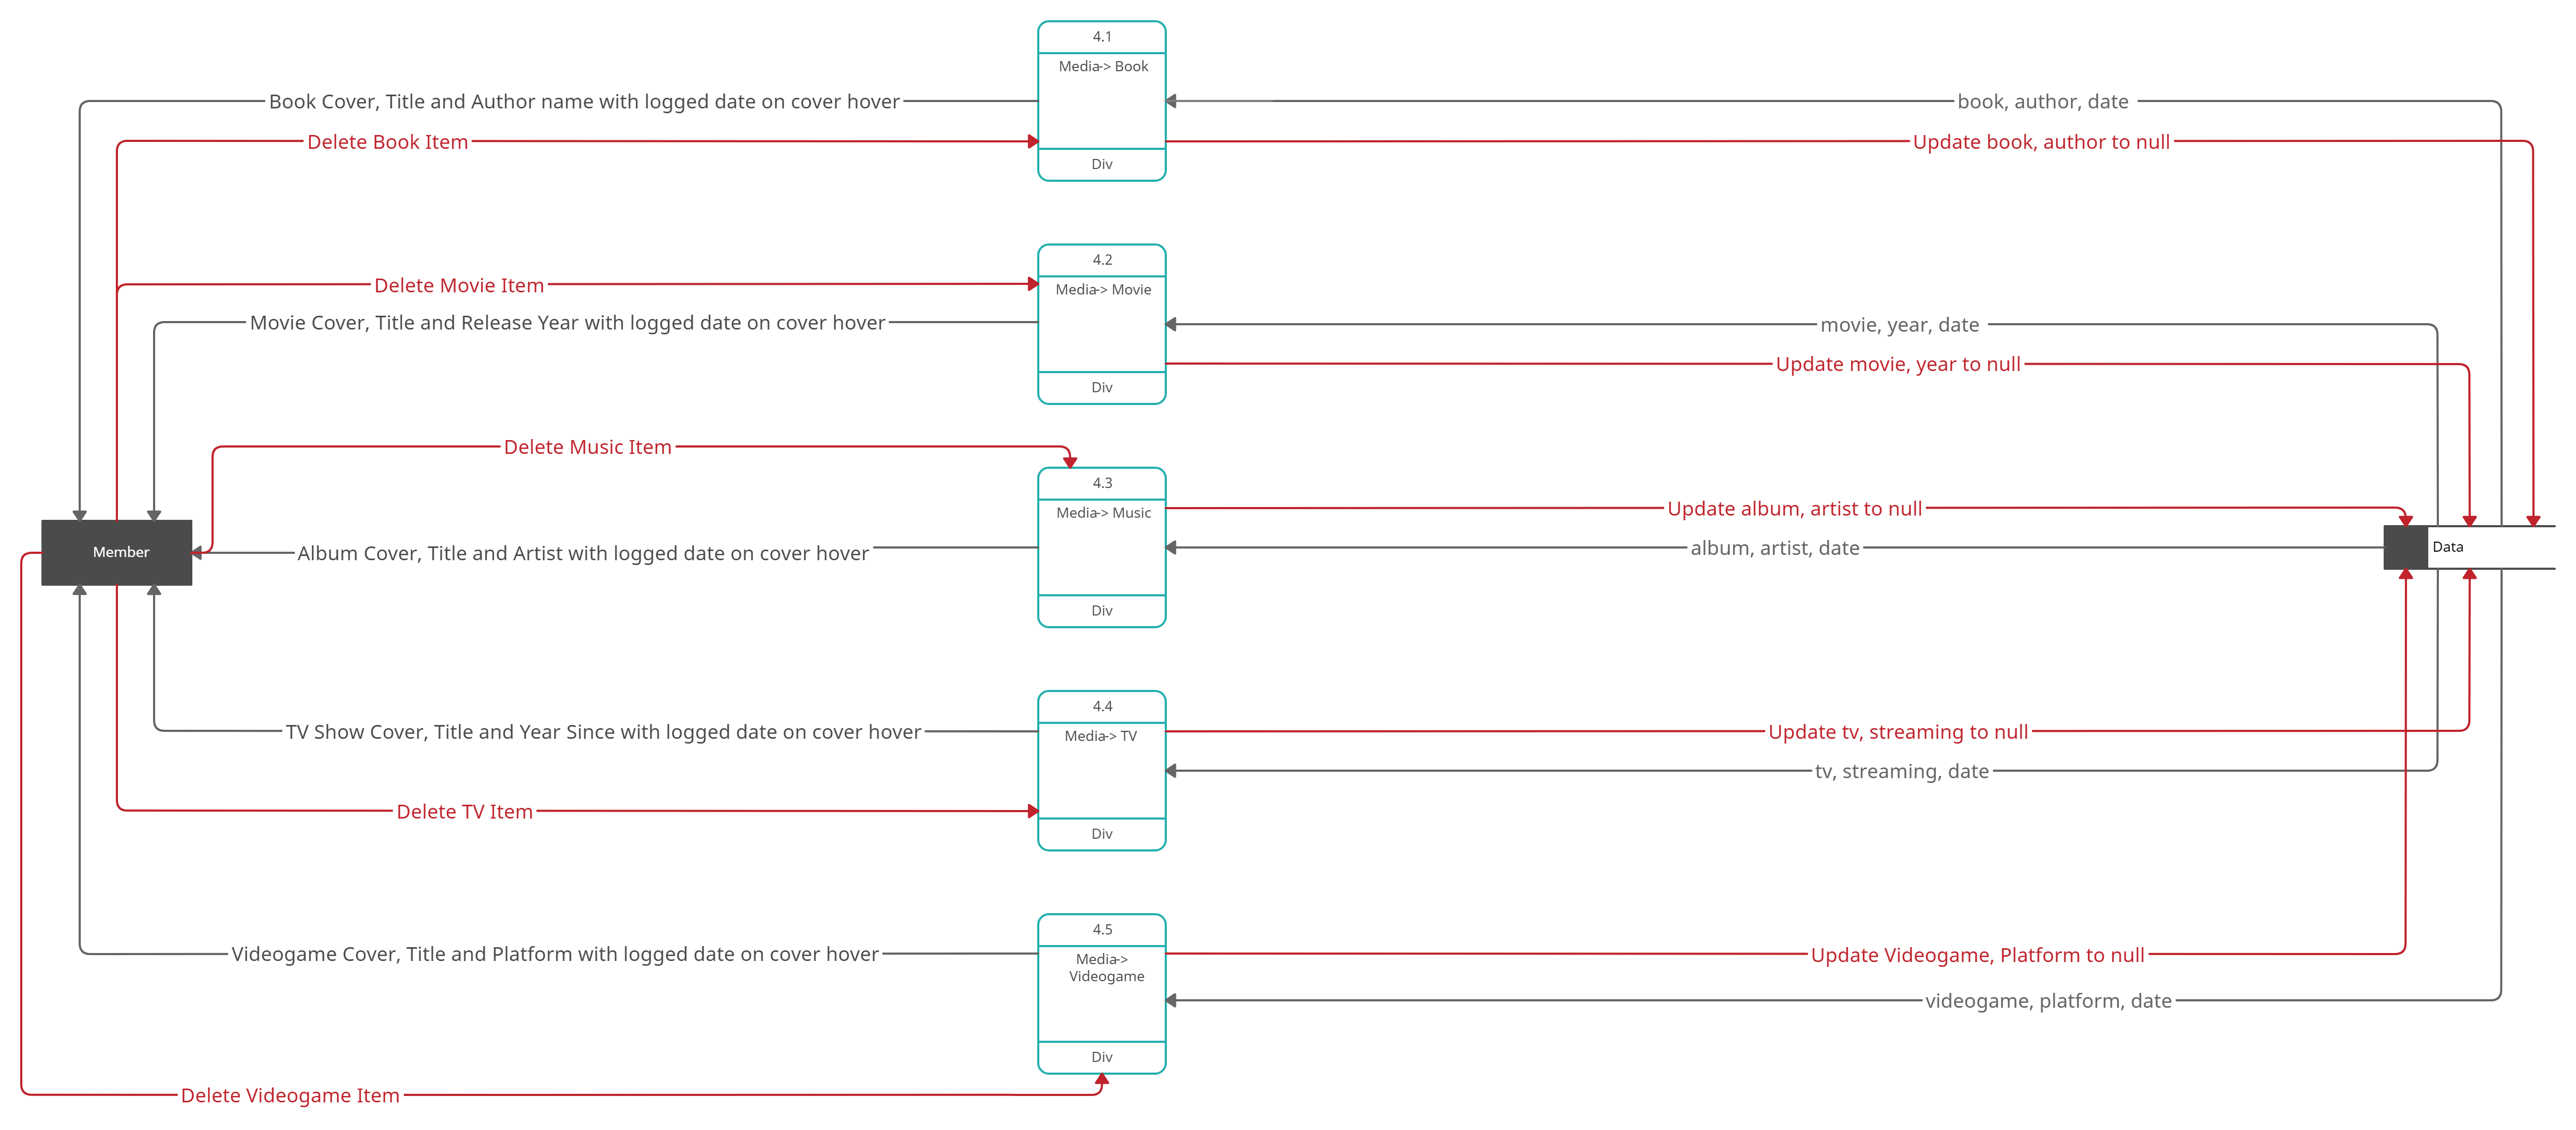 4.1
Media-> Book
Book Cover, Title and Author name with logged date on cover hover
book, author, date
Delete Book Item
Update book, author to null
Div
4.2
Delete Movie Item
Media-> Movie
Movie Cover, Title and Release Year with logged date on cover hover
movie, year, date
Update movie, year to null
Div
Delete Music Item
4.3
Media-> Music
Update album, artist to null
Member
Album Cover, Title and Artist with logged date on cover hover
album, artist, date
Data
Div
4.4
Media-> TV
TV Show Cover, Title and Year Since with logged date on cover hover
Update tv, streaming to null
tv, streaming, date
Delete TV Item
Div
4.5
Media->
Videogame
Videogame Cover, Title and Platform with logged date on cover hover
Update Videogame, Platform to null
videogame, platform, date
Div
Delete Videogame Item